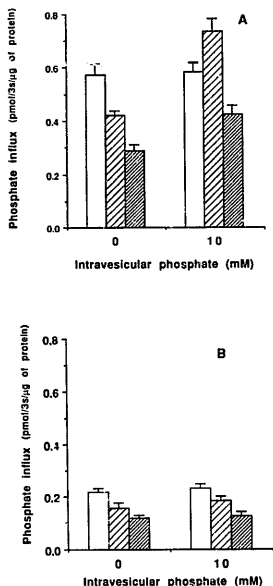 A
Phosphate influx (pmol/3s/µg of protein)
0.8
0.6
0.4
0.2
0.0
0 10
Intravesicular phosphate (mM)
B
Phosphate influx (pmol/3s/µg of protein)
0.8
0.6
0.4
0.2
0
0 10
Intravesicular phosphate (mM)